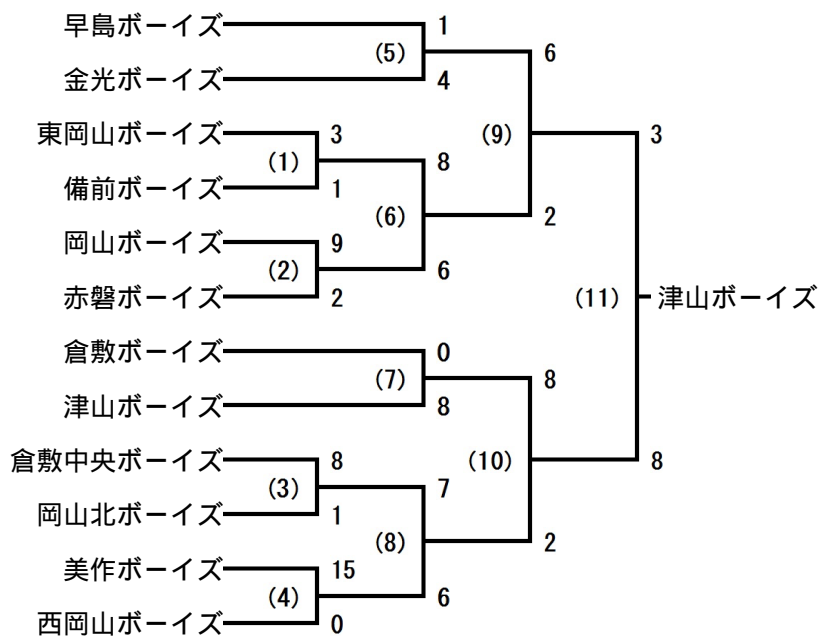 早島ボーイズ 1
(5) 6
金光ボーイズ 4
東岡山ボーイズ 3 (9) 3
(1) 8
備前ボーイズ 1
(6) 2
岡山ボーイズ 9
(2) 6
赤磐ボーイズ 2
(11) 津山ボーイズ
倉敷ボーイズ 0
(7) 8
津山ボーイズ 8
倉敷中央ボーイズ 8 (10) 8
(3) 7
岡山北ボーイズ 1
(8) 2
美作ボーイズ 15
(4) 6
西岡山ボーイズ 0